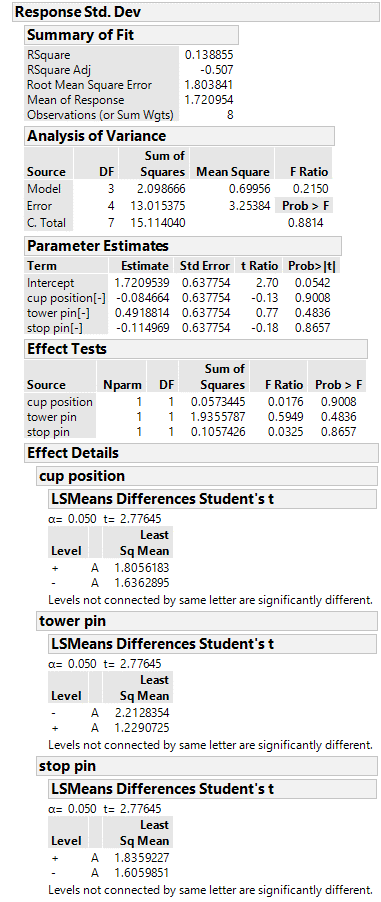 Response Std. Dev
Summary of Fit
RSquare 0.138855
RSquare Adj -0.507
Root Mean Square Error 1.803841
Mean of Response 1.720954
Observations (or Sum Wgts) 8
Analysis of Variance
Sum of
Source DF Squares Mean Square F Ratio
Model 3 2.098666 0.69956 0.2150
Error 4 13.015375 3.25384 Prob > F
C. Total 7 15.114040 0.8814
Parameter Estimates
Term Estimate Std Error t Ratio Prob>|t|
Intercept 1.7209539 0.637754 2.70 0.0542
cup position[-] -0.084664 0.637754 -0.13 0.9008
tower pin[-] 0.4918814 0.637754 0.77 0.4836
stop pin[-] -0.114969 0.637754 -0.18 0.8657
Effect Tests
Sum of
Source Nparm DF Squares F Ratio Prob > F
cup position 1 1 0.0573445 0.0176 0.9008
tower pin 1 1 1.9355787 0.5949 0.4836
stop pin 1 1 0.1057426 0.0325 0.8657
Effect Details
cup position
LSMeans Differences Student's t
α= 0.050 t= 2.77645
Least
Level Sq Mean
+ A 1.8056183
- A 1.6362895
Levels not connected by same letter are significantly different.
tower pin
LSMeans Differences Student's t
α= 0.050 t= 2.77645
Least
Level Sq Mean
- A 2.2128354
+ A 1.2290725
Levels not connected by same letter are significantly different.
stop pin
LSMeans Differences Student's t
α= 0.050 t= 2.77645
Least
Level Sq Mean
+ A 1.8359227
- A 1.6059851
Levels not connected by same letter are significantly different.